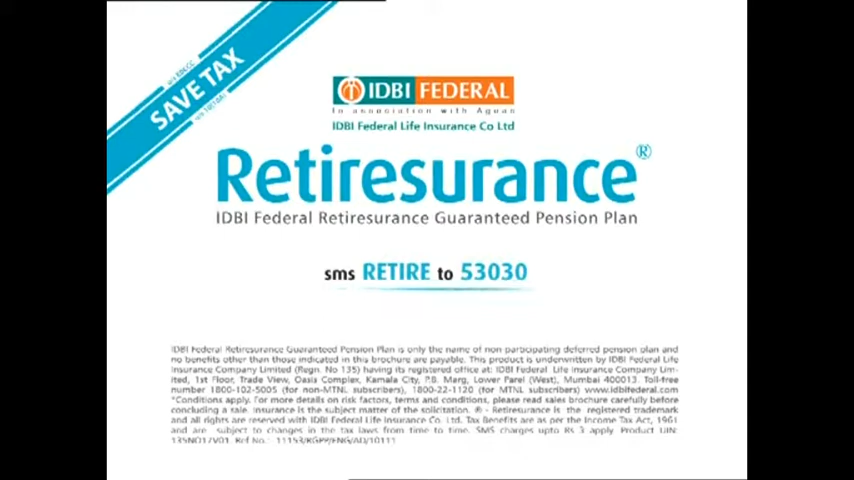 SAVE TAX
IDBI FEDERAL
In association with Ageas
IDBI Federal Life Insurance Co Ltd
Retiresurance®
IDBI Federal Retiresurance Guaranteed Pension Plan
sms RETIRE to 53030
IDBI Federal Retiresurance Guaranteed Pension Plan is only the name of non participating deferred pension plan and
no benefits other than those indicated in this brochure are payable. This product is underwritten by IDBI Federal Life
Insurance Company Limited (Regn. No 135) having its registered office at: IDBI Federal Life Insurance Company Lim-
ited, 1st Floor, Trade View, Oasis Complex, Kamala City, P.B. Marg, Lower Parel (West), Mumbai 400013. Toll-free
number 1800-102-5005 (for non-MTNL subscribers), 1800-22-1120 (for MTNL subscribers) www.idbifederal.com
*Conditions apply. For more details on risk factors, terms and conditions, please read sales brochure carefully before
concluding a sale. Insurance is the subject matter of the solicitation. ® - Retiresurance is the registered trademark
and all rights are reserved with IDBI Federal Life Insurance Co. Ltd. Tax Benefits are as per the Income Tax Act, 1961
and are subject to changes in the tax laws from time to time. SMS charges upto Rs 3 apply. Product UIN:
135N017V01. Ref No.: 11153/RGPP/ENG/AD/10111